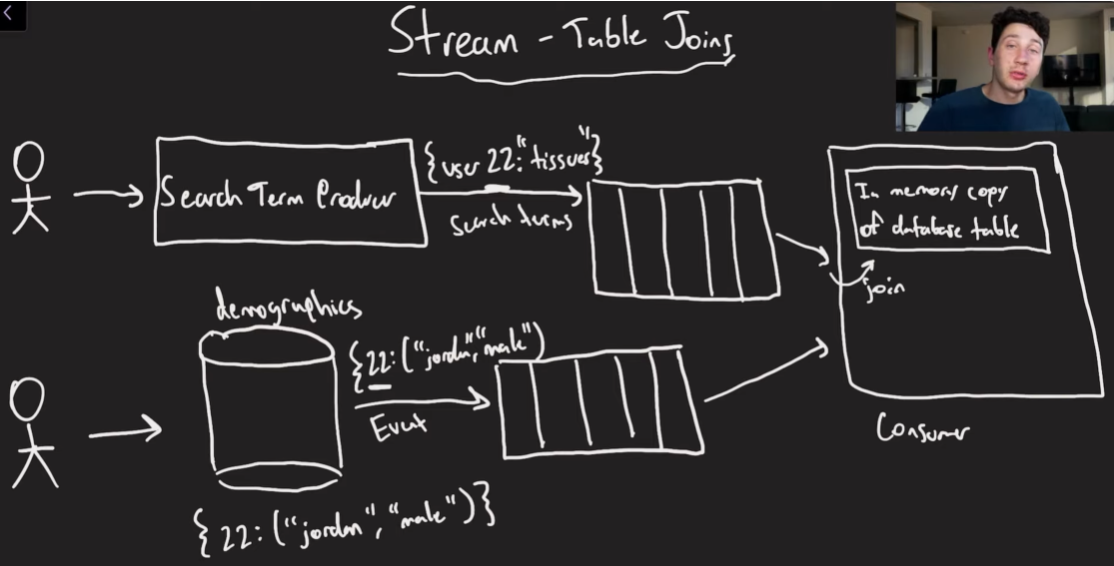 Stream - Table Joins
{user 22: "tissues"}
Search Term Producer
Search terms
In memory copy
of database table
join
demographics
{22: ("jordan", "male")
Event
Consumer
{22: ("jordan", "male")}